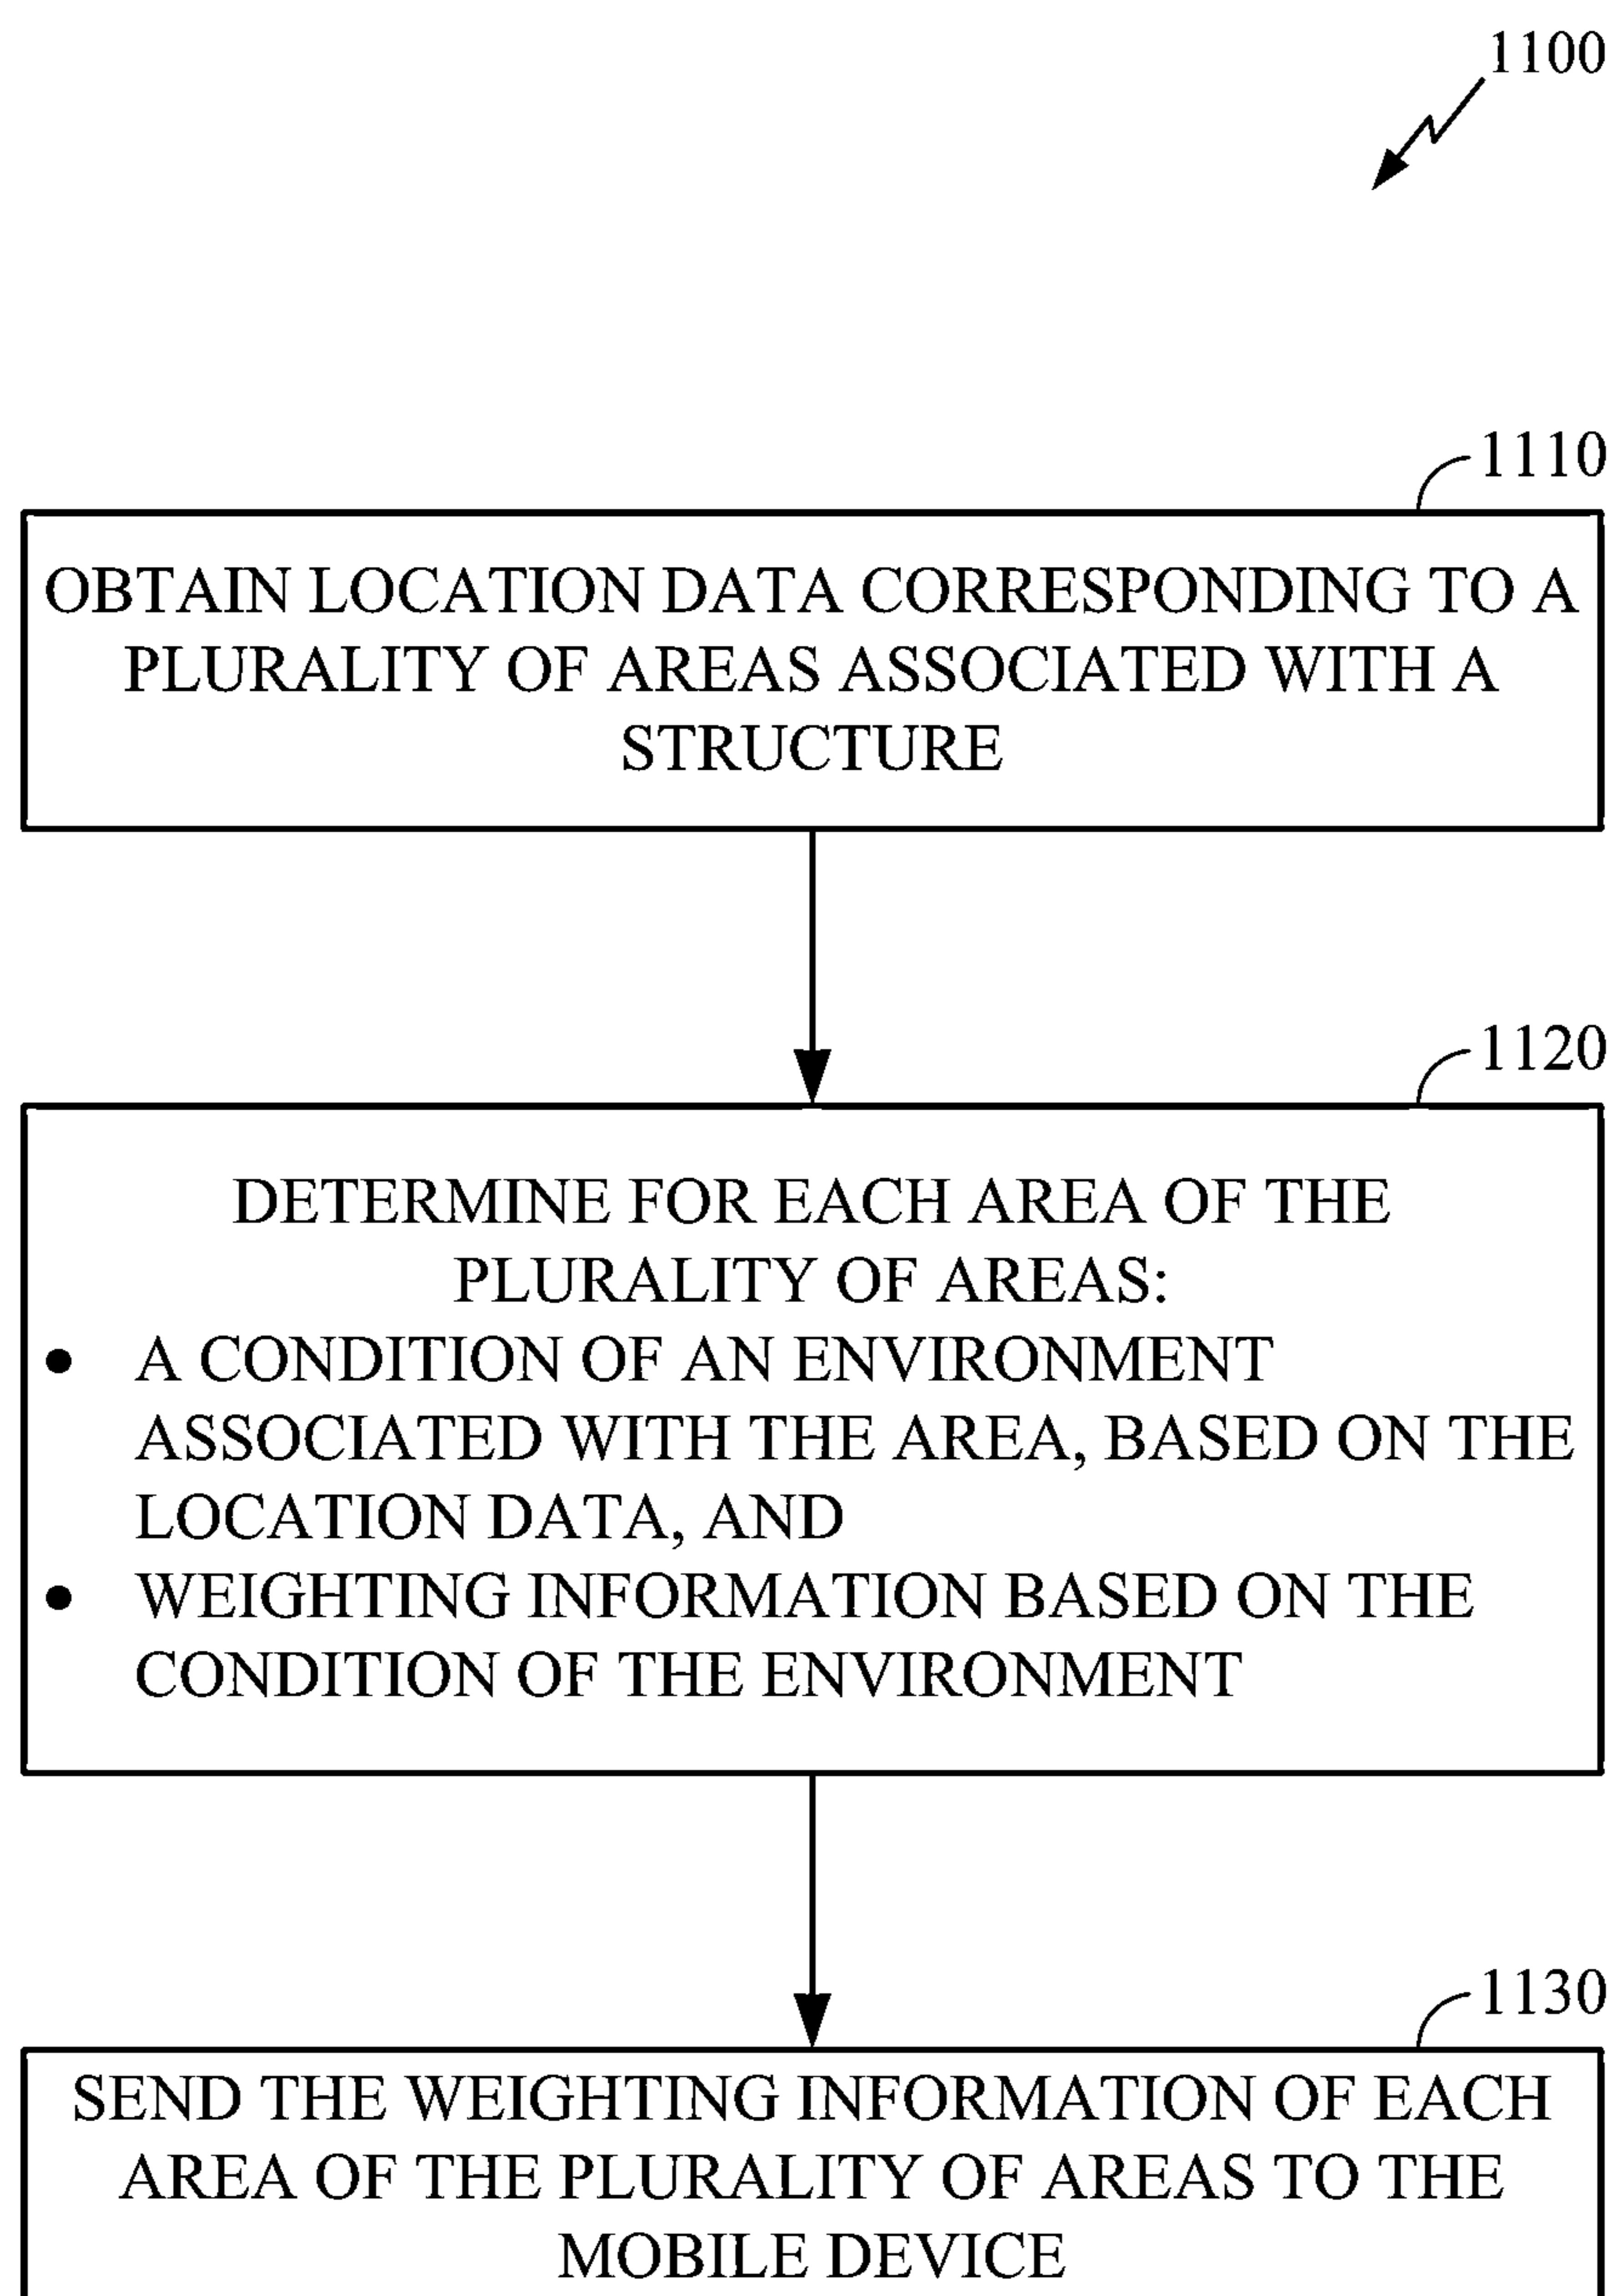 1100
1110
OBTAIN LOCATION DATA CORRESPONDING TO A
PLURALITY OF AREAS ASSOCIATED WITH A
STRUCTURE
1120
DETERMINE FOR EACH AREA OF THE
PLURALITY OF AREAS:
• A CONDITION OF AN ENVIRONMENT
ASSOCIATED WITH THE AREA, BASED ON THE
LOCATION DATA, AND
• WEIGHTING INFORMATION BASED ON THE
CONDITION OF THE ENVIRONMENT
1130
SEND THE WEIGHTING INFORMATION OF EACH
AREA OF THE PLURALITY OF AREAS TO THE
MOBILE DEVICE